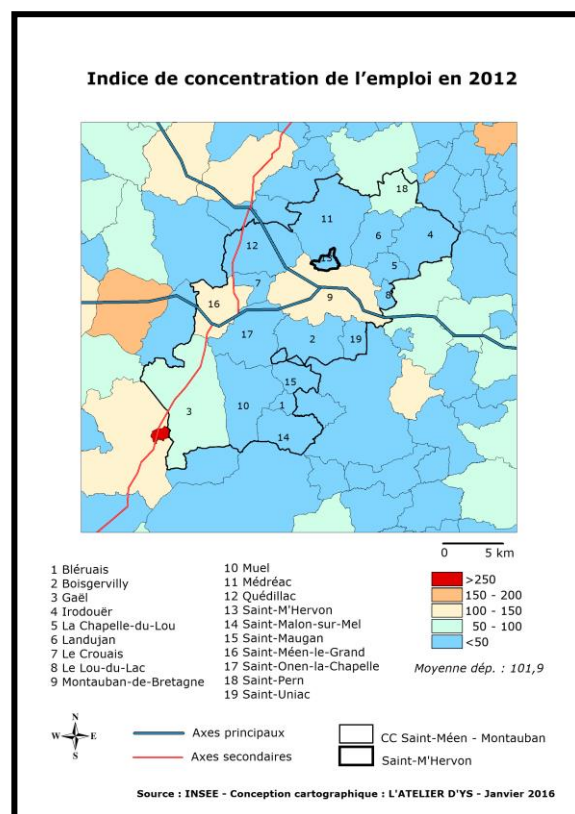 Indice de concentration de l'emploi en 2012
18
11
12
6
4
13
5
7
8
16
9
17
2
19
15
3
10
1
14
0 5 km
1 Bléruais
2 Boisgervilly
3 Gaël
4 Irodouër
5 La Chapelle-du-Lou
6 Landujan
7 Le Crouais
8 Le Lou-du-Lac
9 Montauban-de-Bretagne
10 Muel
11 Médréac
12 Quédillac
13 Saint-M'Hervon
14 Saint-Malon-sur-Mel
15 Saint-Maugan
16 Saint-Méen-le-Grand
17 Saint-Onen-la-Chapelle
18 Saint-Pern
19 Saint-Uniac
>250
150 - 200
100 - 150
50 - 100
<50
Moyenne dép. : 101,9
N
W E
S
Axes principaux
Axes secondaires
CC Saint-Méen - Montauban
Saint-M'Hervon
Source : INSEE - Conception cartographique : L'ATELIER D'YS - Janvier 2016